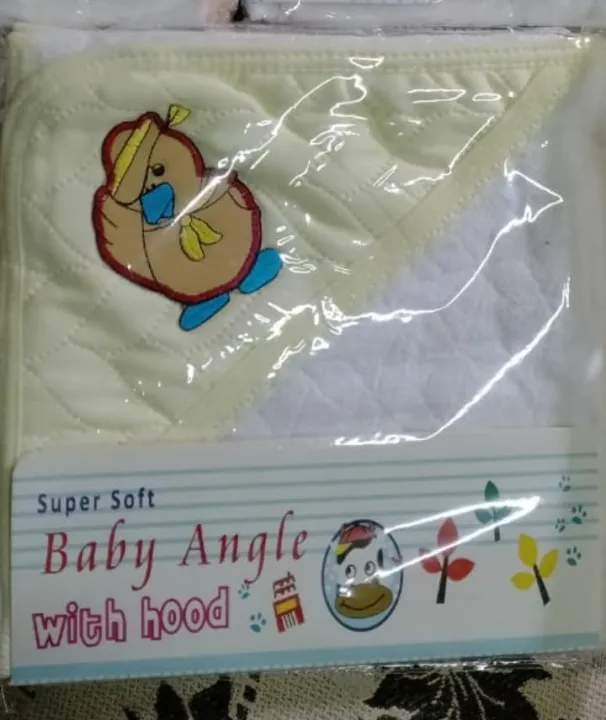 Super Soft
Baby Angle
with hood